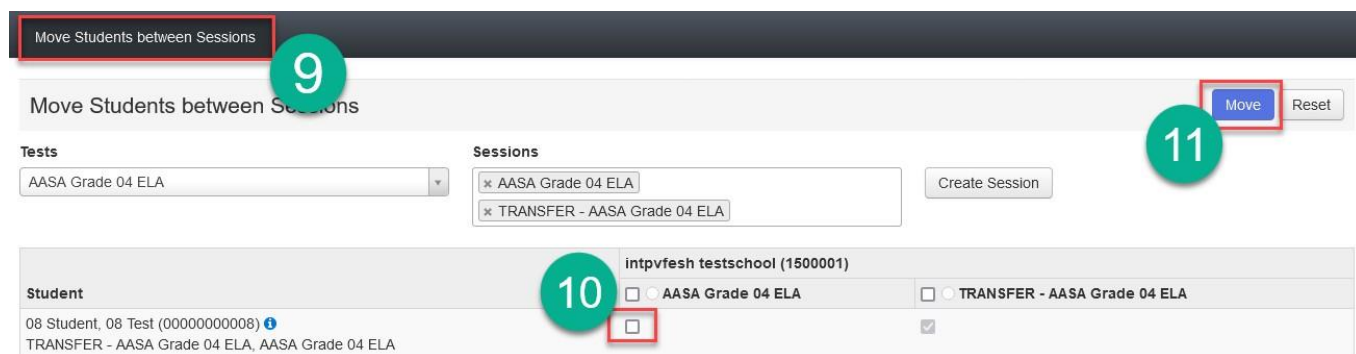 Move Students between Sessions
9
Move Students between Sessions
Move
Reset
11
Tests
Sessions
AASA Grade 04 ELA
× AASA Grade 04 ELA
× TRANSFER - AASA Grade 04 ELA
Create Session
intpvfesh testschool (1500001)
Student
10
AASA Grade 04 ELA
TRANSFER - AASA Grade 04 ELA
08 Student, 08 Test (00000000008)
TRANSFER - AASA Grade 04 ELA, AASA Grade 04 ELA